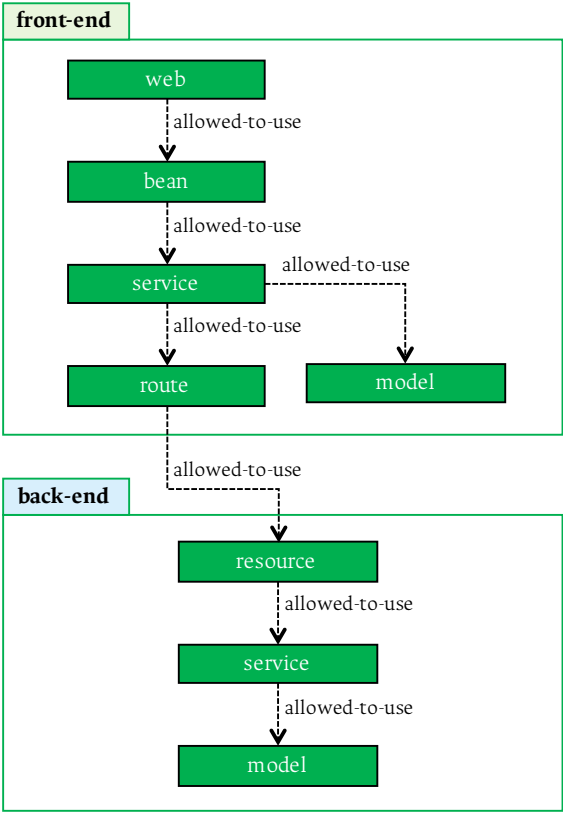 front-end
web
allowed-to-use
bean
allowed-to-use
service
allowed-to-use
allowed-to-use
route
model
allowed-to-use
back-end
resource
allowed-to-use
service
allowed-to-use
model